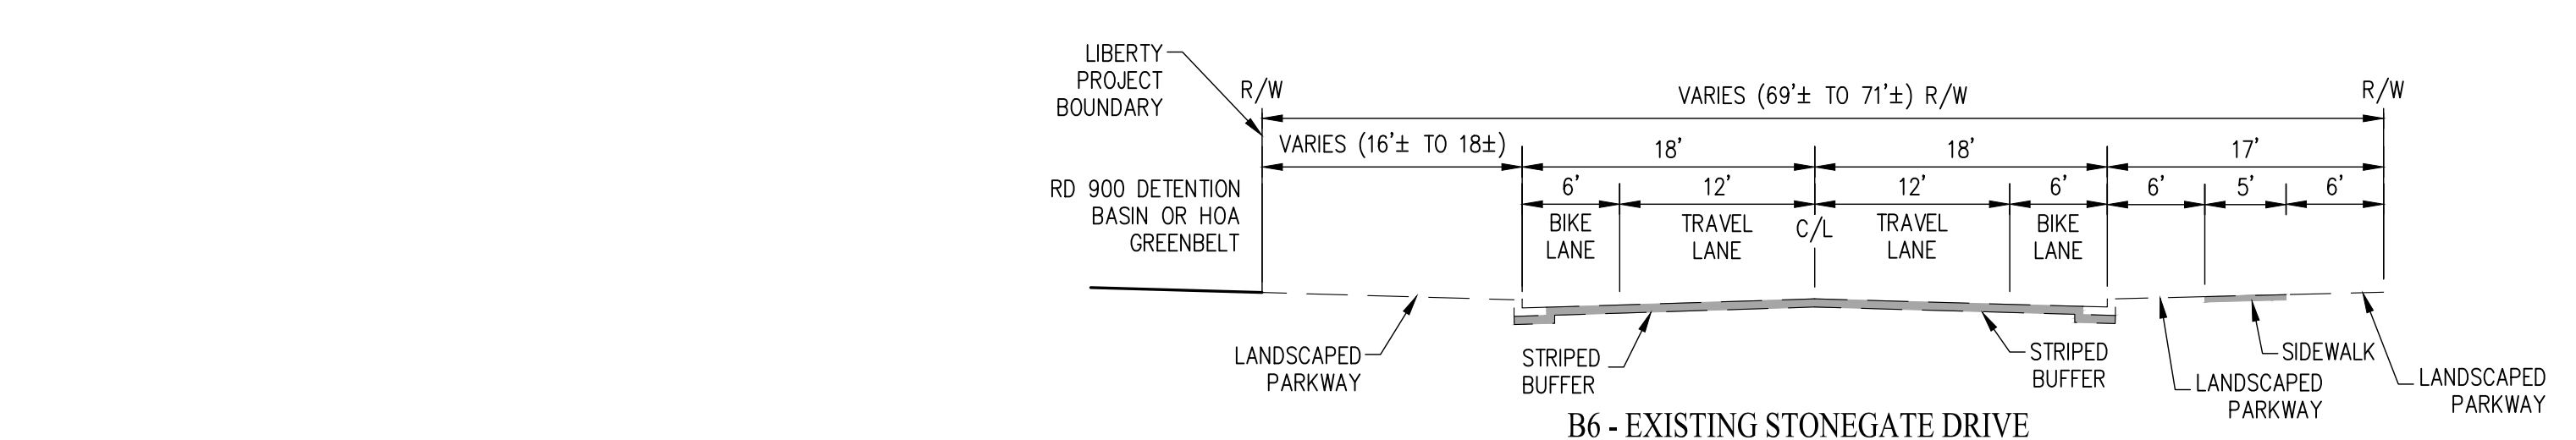 LIBERTY
PROJECT
BOUNDARY
R/W
VARIES (69'± TO 71'±) R/W
R/W
VARIES (16'± TO 18±)
18'
18'
17'
RD 900 DETENTION
BASIN OR HOA
GREENBELT
6'
12'
12'
6'
6'
5'
6'
BIKE
LANE
TRAVEL
LANE
C/L
TRAVEL
LANE
BIKE
LANE
LANDSCAPED
PARKWAY
STRIPED
BUFFER
STRIPED
BUFFER
SIDEWALK
LANDSCAPED
PARKWAY
LANDSCAPED
PARKWAY
B6 - EXISTING STONEGATE DRIVE